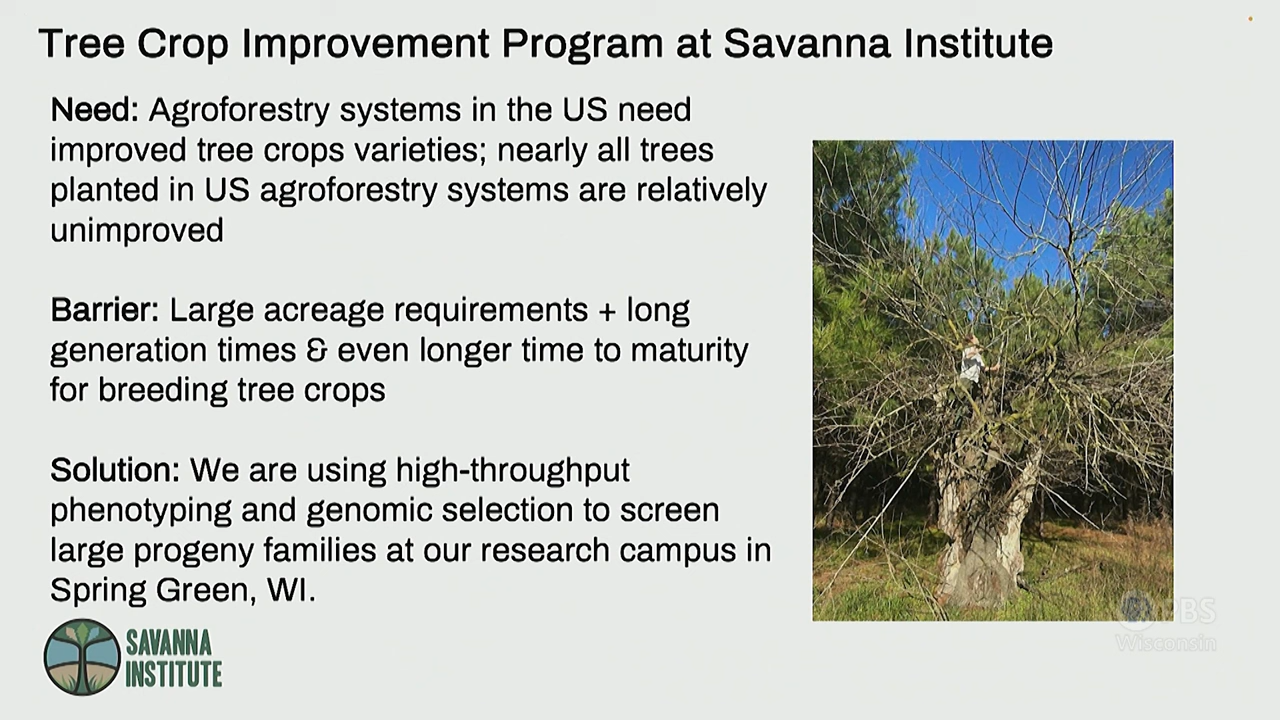 Tree Crop Improvement Program at Savanna Institute
Need: Agroforestry systems in the US need
improved tree crops varieties; nearly all trees
planted in US agroforestry systems are relatively
unimproved
Barrier: Large acreage requirements + long
generation times & even longer time to maturity
for breeding tree crops
Solution: We are using high-throughput
phenotyping and genomic selection to screen
large progeny families at our research campus in
Spring Green, WI.
SAVANNA
INSTITUTE
PBS
Wisconsin